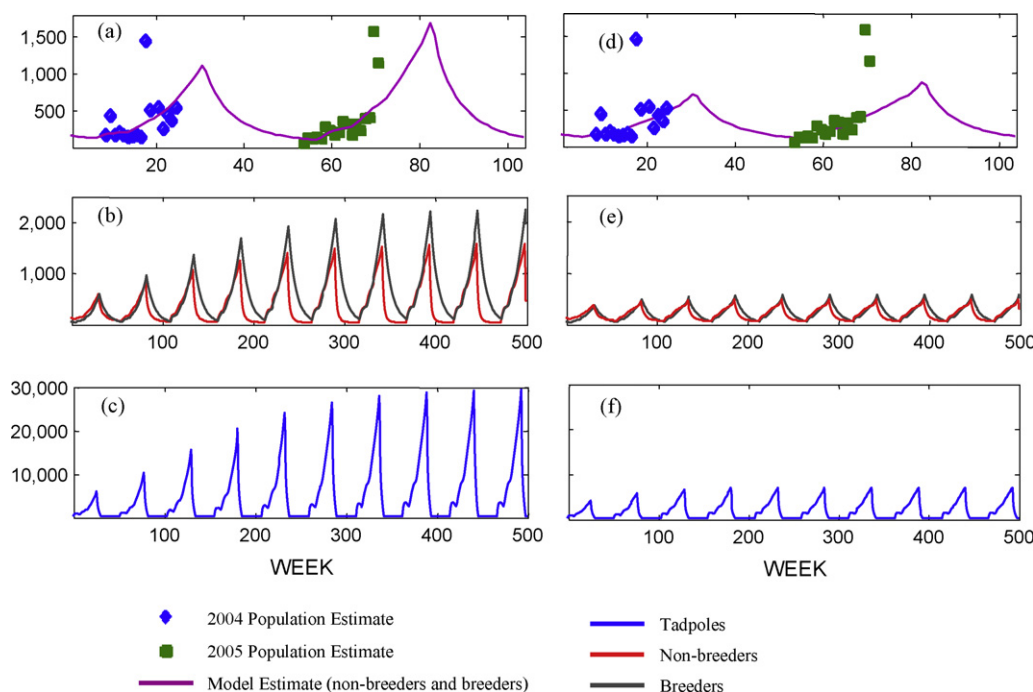 (a)
1,500
1,000
500
0 20 40 60 80 100
(d)
0 20 40 60 80 100
(b)
2,000
1,000
100 200 300 400 500
(e)
100 200 300 400 500
(c)
30,000
20,000
10,000
100 200 300 400 500
WEEK
(f)
100 200 300 400 500
WEEK
2004 Population Estimate
2005 Population Estimate
Model Estimate (non-breeders and breeders)
Tadpoles
Non-breeders
Breeders